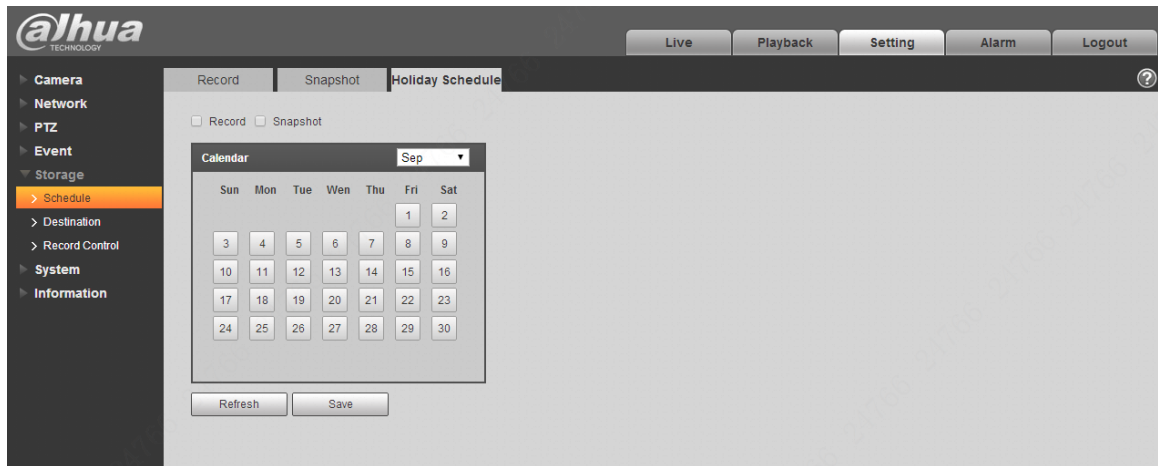 alhua
TECHNOLOGY
Live Playback Setting Alarm Logout
Camera
Network
PTZ
Event
Storage
Schedule
Destination
Record Control
System
Information
Record Snapshot Holiday Schedule
?
Record Snapshot
Calendar Sep
Sun Mon Tue Wen Thu Fri Sat
1 2
3 4 5 6 7 8 9
10 11 12 13 14 15 16
17 18 19 20 21 22 23
24 25 26 27 28 29 30
Refresh Save